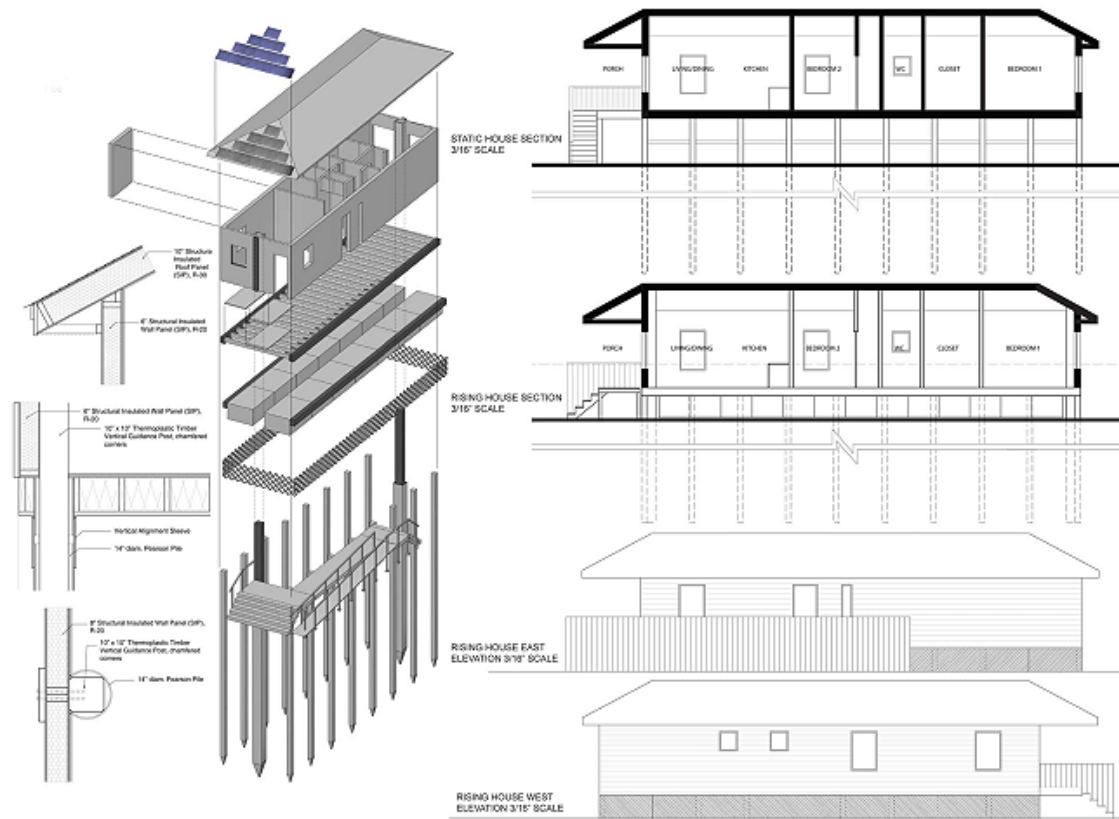 STATIC HOUSE SECTION
3/16" SCALE
PORCH
LIVING/DINING
KITCHEN
BEDROOM 2
WC
CLOSET
BEDROOM 1
10" Structure
Insulated
Roof Panel
(SIP), R-30
6" Structural Insulated
Wall Panel (SIP), R-20
RISING HOUSE SECTION
3/16" SCALE
PORCH
LIVING/DINING
KITCHEN
BEDROOM 2
WC
CLOSET
BEDROOM 1
6" Structural Insulated Wall Panel (SIP),
R-20
10" x 10" Thermoplastic Timber
Vertical Guidance Post, chamfered
corners
Vertical Alignment Sleeve
14" diam. Pearson Pile
8" Structural Insulated Wall Panel (SIP),
R-20
10" x 10" Thermoplastic Timber
Vertical Guidance Post, chamfered
corners
14" diam. Pearson Pile
RISING HOUSE EAST
ELEVATION 3/16" SCALE
RISING HOUSE WEST
ELEVATION 3/16" SCALE